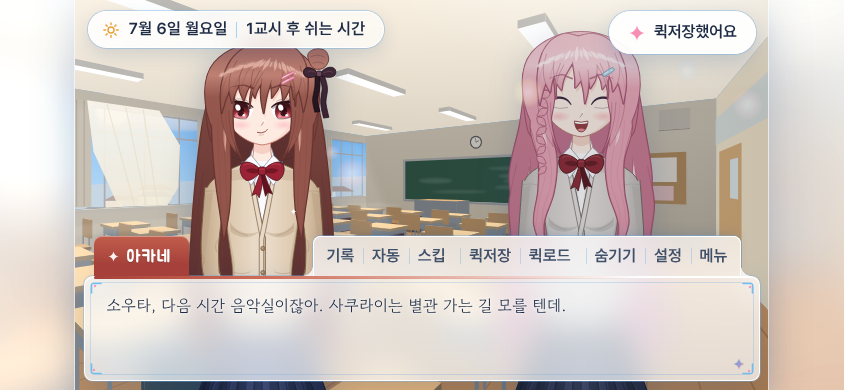 7월 6일 월요일 1교시 후 쉬는 시간
퀵저장했어요
아카네
기록 자동 스킵 퀵저장 퀵로드 숨기기 설정 메뉴
소우타, 다음 시간 음악실이잖아. 사쿠라이는 별관 가는 길 모를 텐데.